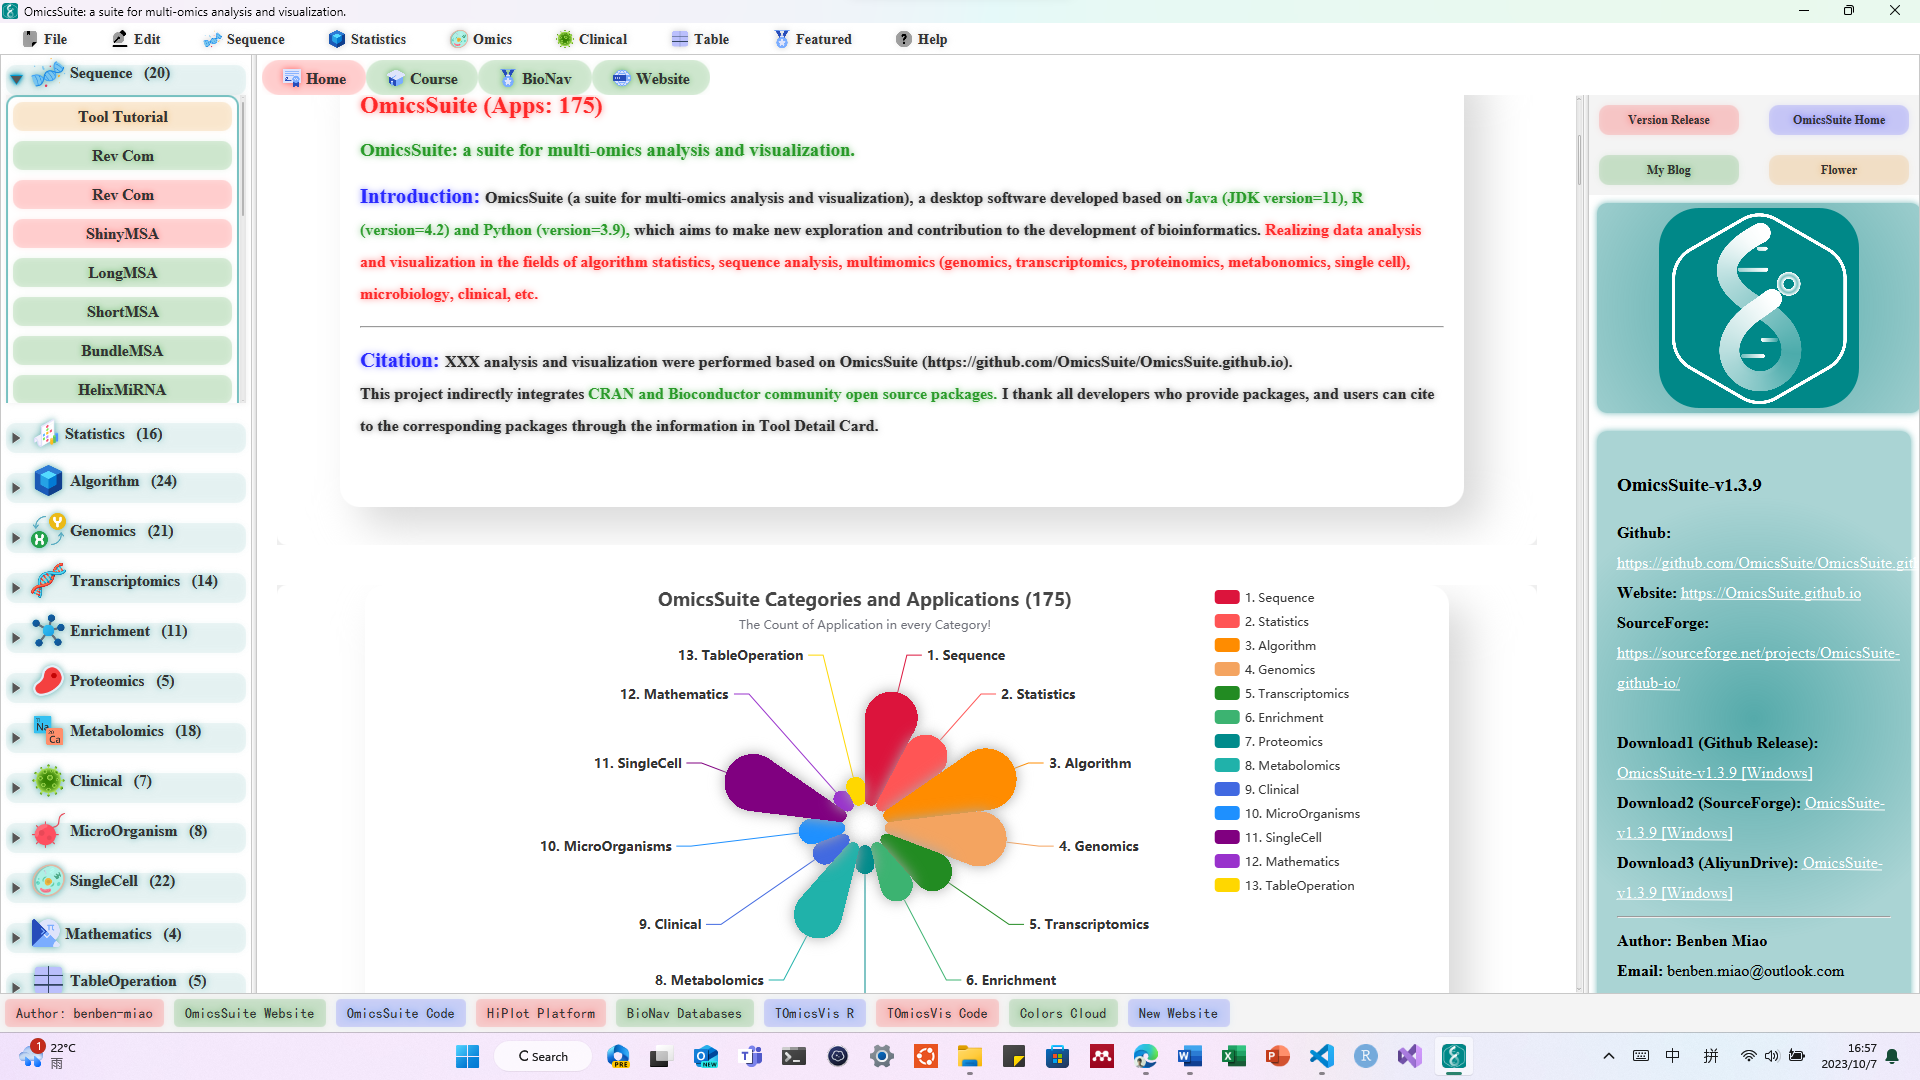 OmicsSuite: a suite for multi-omics analysis and visualization.
File Edit Sequence Statistics Omics Clinical Table Featured Help
Sequence (20)
Tool Tutorial
Rev Com
Rev Com
ShinyMSA
LongMSA
ShortMSA
BundleMSA
HelixMiRNA
Statistics (16)
Algorithm (24)
Genomics (21)
Transcriptomics (14)
Enrichment (11)
Proteomics (5)
Metabolomics (18)
Clinical (7)
MicroOrganism (8)
SingleCell (22)
Mathematics (4)
TableOperation (5)
Home Course BioNav Website
OmicsSuite (Apps: 175)
OmicsSuite: a suite for multi-omics analysis and visualization.
Introduction: OmicsSuite (a suite for multi-omics analysis and visualization), a desktop software developed based on Java (JDK version=11), R
(version=4.2) and Python (version=3.9), which aims to make new exploration and contribution to the development of bioinformatics. Realizing data analysis
and visualization in the fields of algorithm statistics, sequence analysis, multimomics (genomics, transcriptomics, proteinomics, metabonomics, single cell),
microbiology, clinical, etc.
Citation: XXX analysis and visualization were performed based on OmicsSuite (https://github.com/OmicsSuite/OmicsSuite.github.io).
This project indirectly integrates CRAN and Bioconductor community open source packages. I thank all developers who provide packages, and users can cite
to the corresponding packages through the information in Tool Detail Card.
OmicsSuite Categories and Applications (175)
The Count of Application in every Category!
13. TableOperation
1. Sequence
12. Mathematics
2. Statistics
11. SingleCell
3. Algorithm
10. MicroOrganisms
4. Genomics
9. Clinical
5. Transcriptomics
8. Metabolomics
6. Enrichment
1. Sequence
2. Statistics
3. Algorithm
4. Genomics
5. Transcriptomics
6. Enrichment
7. Proteomics
8. Metabolomics
9. Clinical
10. MicroOrganisms
11. SingleCell
12. Mathematics
13. TableOperation
Version Release OmicsSuite Home
My Blog Flower
OmicsSuite-v1.3.9
Github:
https://github.com/OmicsSuite/OmicsSuite.git
Website: https://OmicsSuite.github.io
SourceForge:
https://sourceforge.net/projects/OmicsSuite-
github-io/
Download1 (Github Release):
OmicsSuite-v1.3.9 [Windows]
Download2 (SourceForge): OmicsSuite-
v1.3.9 [Windows]
Download3 (AliyunDrive): OmicsSuite-
v1.3.9 [Windows]
Author: Benben Miao
Email: benben.miao@outlook.com
Author: benben-miao OmicsSuite Website OmicsSuite Code HiPlot Platform BioNav Databases TOmicsVis R TOmicsVis Code Colors Cloud New Website
1
22°C
雨
Search
PRE
NEW
中
拼
16:57
2023/10/7